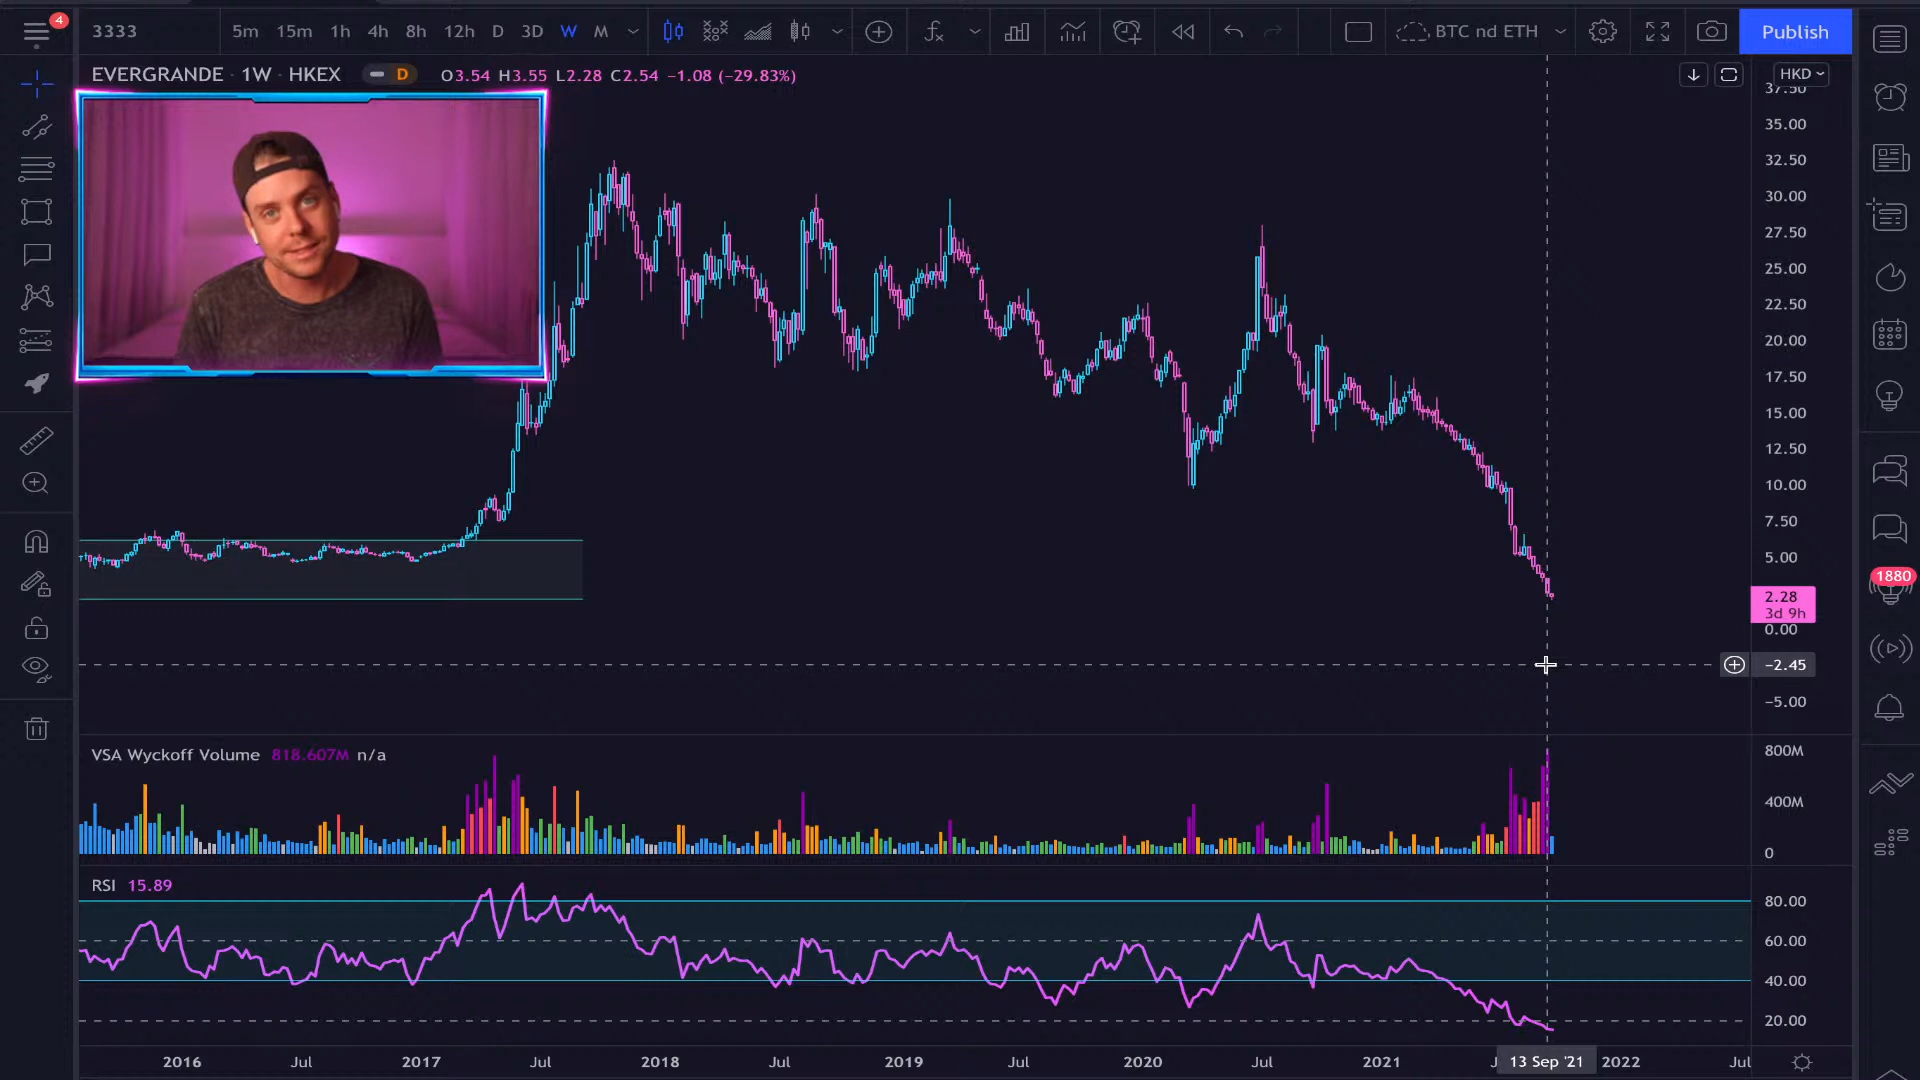 4
3333
5m 15m 1h 4h 8h 12h D 3D W M
BTC nd ETH
Publish
EVERGRANDE · 1W · HKEX
D
O3.54 H3.55 L2.28 C2.54 −1.08 (−29.83%)
HKD
37.50
35.00
32.50
30.00
27.50
25.00
22.50
20.00
17.50
15.00
12.50
10.00
7.50
5.00
2.28
3d 9h
0.00
−2.45
−5.00
1880
VSA Wyckoff Volume 818.607M n/a
800M
400M
0
RSI 15.89
80.00
60.00
40.00
20.00
2016 Jul 2017 Jul 2018 Jul 2019 Jul 2020 Jul 2021 13 Sep '21 2022 Jul